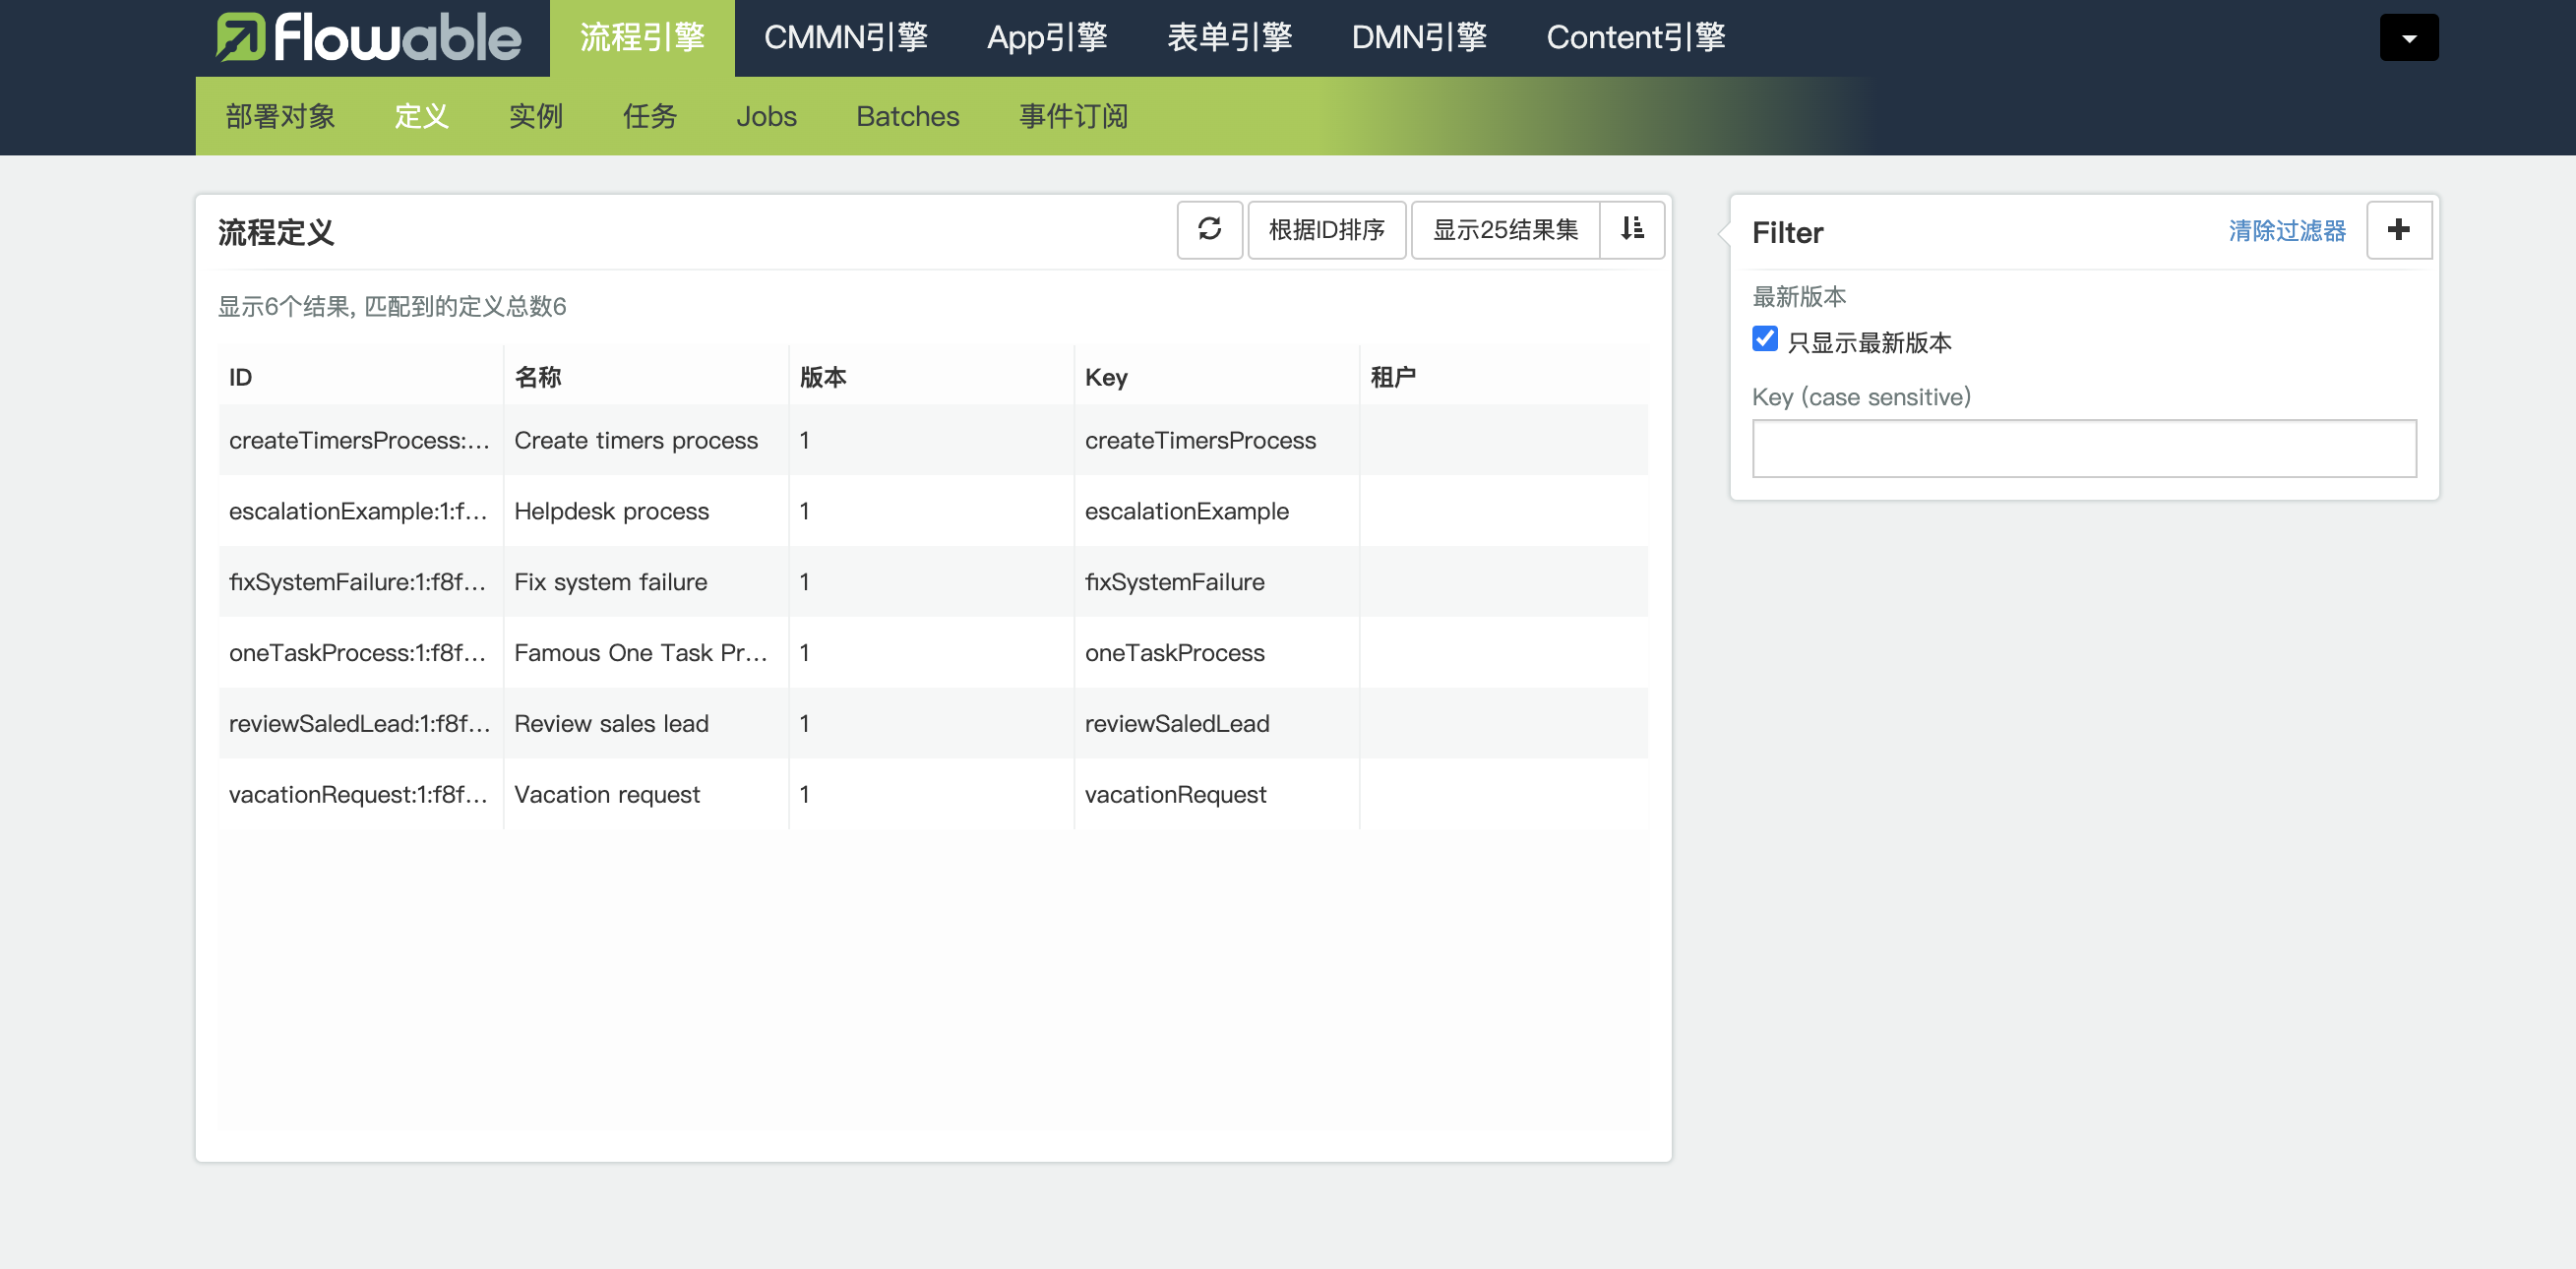 flowable 流程引擎 CMMN引擎 App引擎 表单引擎 DMN引擎 Content引擎
部署对象 定义 实例 任务 Jobs Batches 事件订阅
流程定义 根据ID排序 显示25结果集
显示6个结果, 匹配到的定义总数6
ID 名称 版本 Key 租户
createTimersProcess:... Create timers process 1 createTimersProcess
escalationExample:1:f... Helpdesk process 1 escalationExample
fixSystemFailure:1:f8f... Fix system failure 1 fixSystemFailure
oneTaskProcess:1:f8f... Famous One Task Pr... 1 oneTaskProcess
reviewSaledLead:1:f8f... Review sales lead 1 reviewSaledLead
vacationRequest:1:f8f... Vacation request 1 vacationRequest
Filter 清除过滤器
最新版本
只显示最新版本
Key (case sensitive)